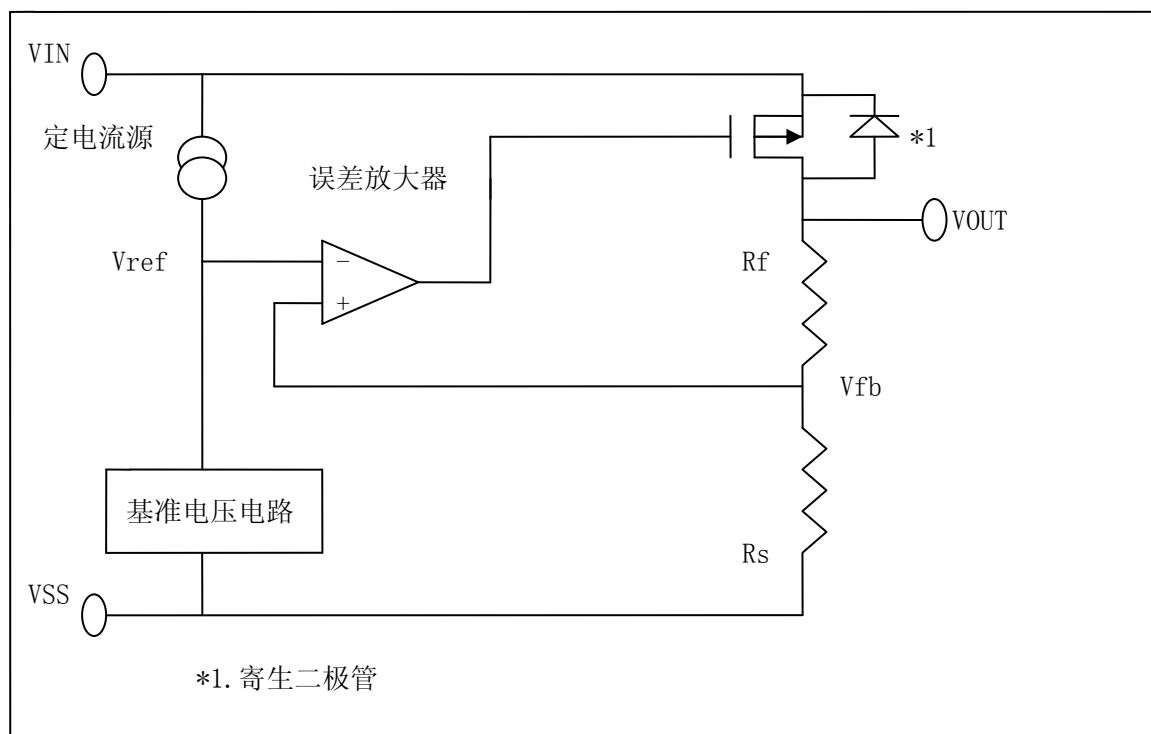 VIN
定电流源
*1
误差放大器
VOUT
Vref
Rf
−
+
Vfb
基准电压电路
Rs
VSS
*1.寄生二极管